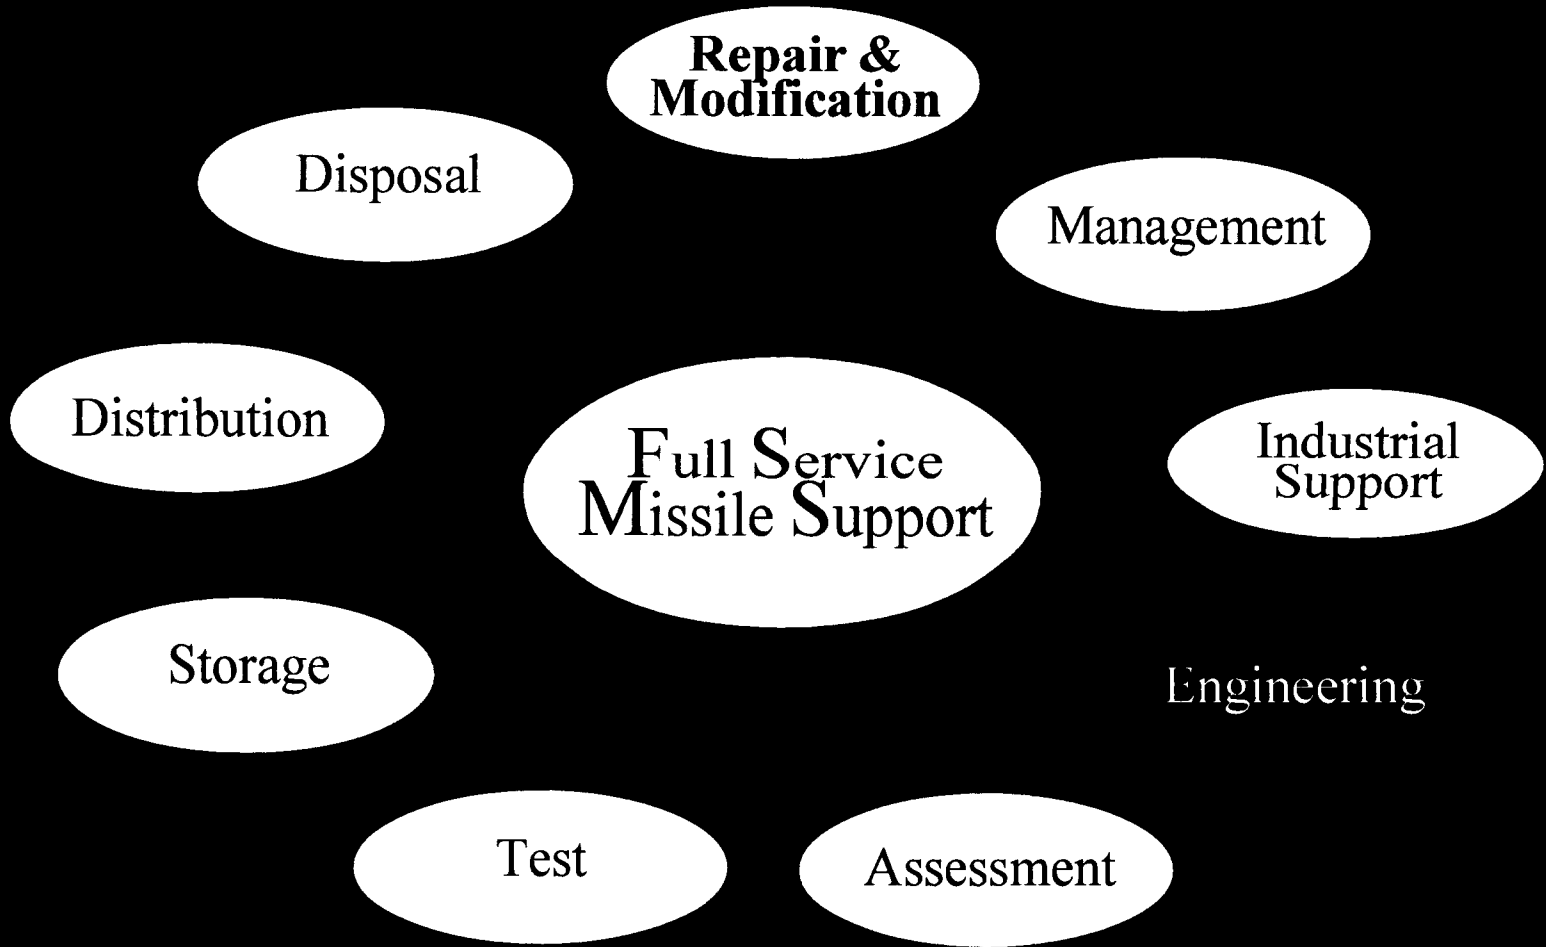 Repair &
Modification
Disposal
Management
Distribution
Full Service
Missile Support
Industrial
Support
Storage
Engineering
Test
Assessment